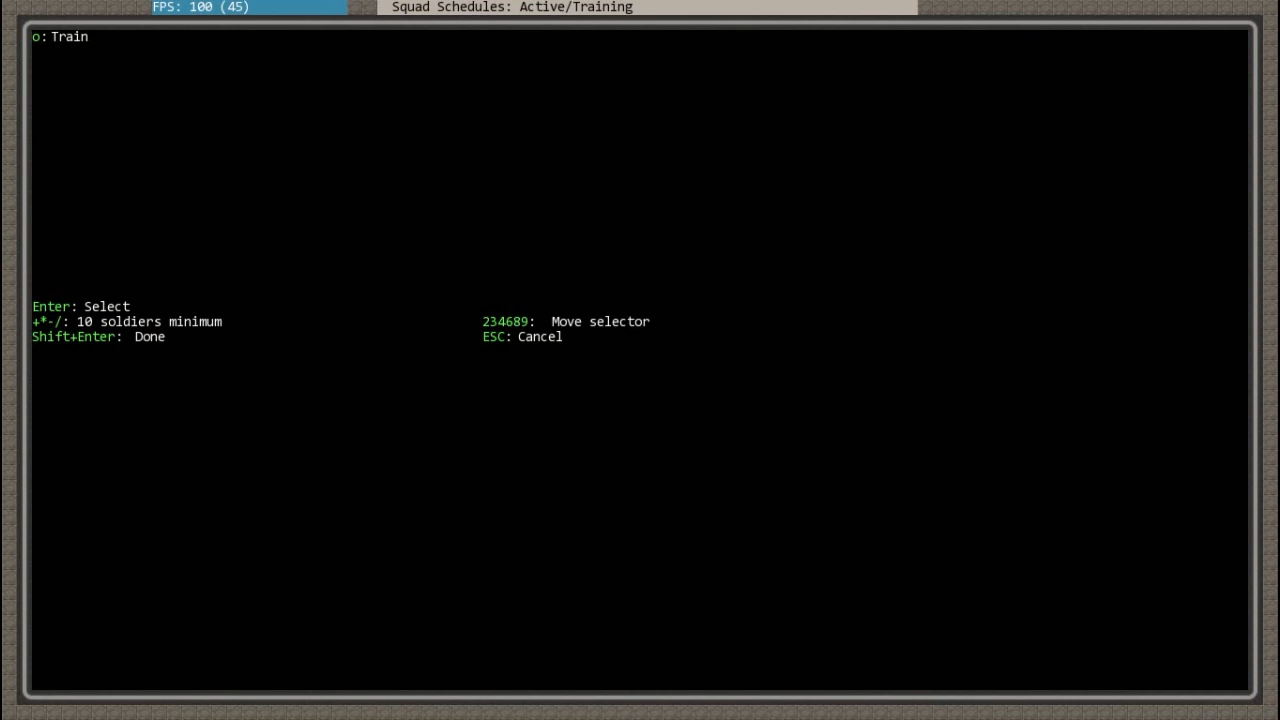 FPS: 100 (45) Squad Schedules: Active/Training
o: Train
Enter: Select
+*-/: 10 soldiers minimum 234689: Move selector
Shift+Enter: Done ESC: Cancel